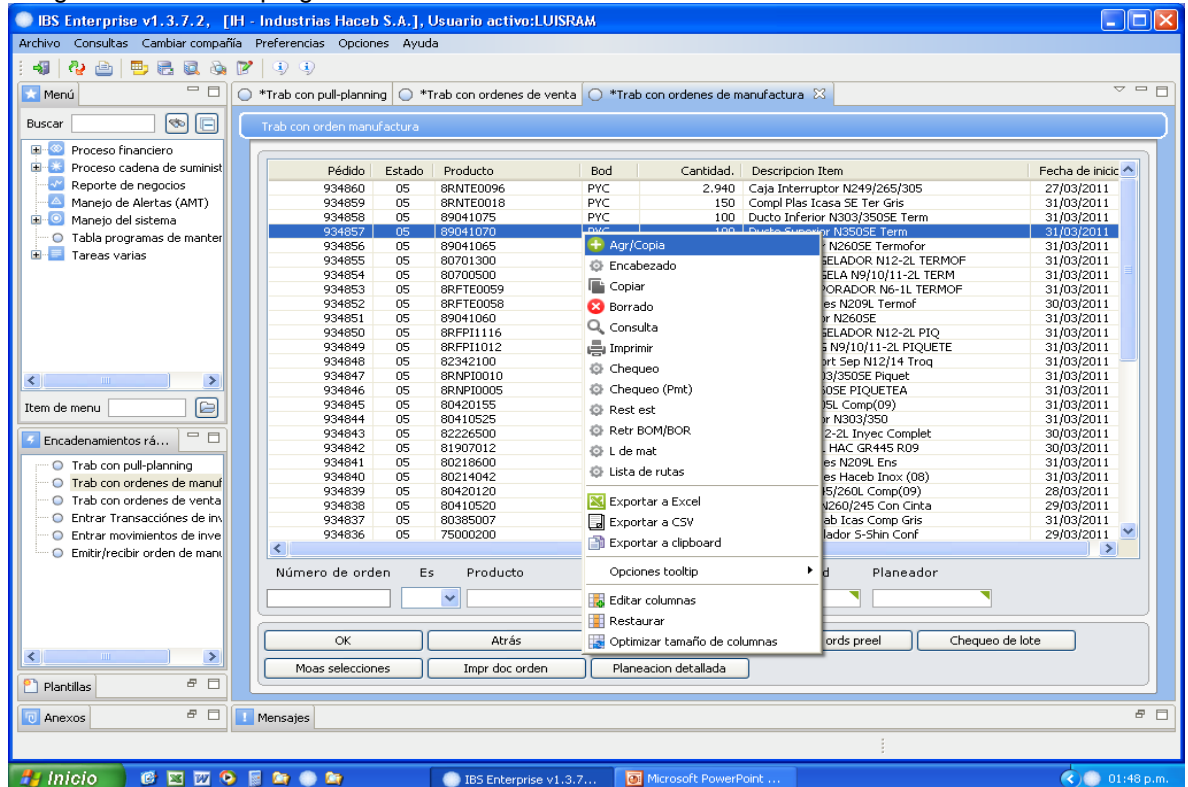 IBS Enterprise v1.3.7.2, [IH - Industrias Haceb S.A.], Usuario activo:LUISRAM
Archivo Consultas Cambiar compañía Preferencias Opciones Ayuda
Menú
*Trab con pull-planning *Trab con ordenes de venta *Trab con ordenes de manufactura
Buscar
Trab con orden manufactura
Proceso financiero
Proceso cadena de suminist
Reporte de negocios
Manejo de Alertas (AMT)
Manejo del sistema
Tabla programas de manter
Tareas varias
Item de menu
Encadenamientos rá...
Trab con pull-planning
Trab con ordenes de manuf
Trab con ordenes de venta
Entrar Transacciónes de inv
Entrar movimientos de inve
Emitir/recibir orden de manu
Plantillas
Anexos
Pédido Estado Producto Bod Cantidad. Descripcion Item Fecha de inicic
934860 05 8RNTE0096 PYC 2.940 Caja Interruptor N249/265/305 27/03/2011
934859 05 8RNTE0018 PYC 150 Compl Plas Icasa SE Ter Gris 31/03/2011
934858 05 89041075 PYC 100 Ducto Inferior N303/350SE Term 31/03/2011
934857 05 89041070 PYC 100 Ducto Superior N350SE Term 31/03/2011
934856 05 89041065 N260SE Termofor 31/03/2011
934855 05 80701300 GELADOR N12-2L TERMOF 31/03/2011
934854 05 80700500 GELA N9/10/11-2L TERM 31/03/2011
934853 05 8RFTE0059 PORADOR N6-1L TERMOF 31/03/2011
934852 05 8RFTE0058 es N209L Termof 30/03/2011
934851 05 89041060 or N260SE 31/03/2011
934850 05 8RFPI1116 GELADOR N12-2L PIQ 31/03/2011
934849 05 8RFPI1012 N9/10/11-2L PIQUETE 31/03/2011
934848 05 82342100 ort Sep N12/14 Troq 31/03/2011
934847 05 8RNPI0010 03/350SE Piquet 31/03/2011
934846 05 8RNPI0005 60SE PIQUETEA 31/03/2011
934845 05 80420155 05L Comp(09) 31/03/2011
934844 05 80410525 or N303/350 31/03/2011
934843 05 82226500 2-2L Inyec Complet 30/03/2011
934842 05 81907012 HAC GR445 R09 30/03/2011
934841 05 80218600 es N209L Ens 31/03/2011
934840 05 80214042 es Haceb Inox (08) 31/03/2011
934839 05 80420120 45/260L Comp(09) 28/03/2011
934838 05 80410520 N260/245 Con Cinta 29/03/2011
934837 05 80385007 ab Icas Comp Gris 31/03/2011
934836 05 75000200 lador S-Shin Conf 29/03/2011
Agr/Copia
Encabezado
Copiar
Borrado
Consulta
Imprimir
Chequeo
Chequeo (Pmt)
Rest est
Retr BOM/BOR
L de mat
Lista de rutas
Exportar a Excel
Exportar a CSV
Exportar a clipboard
Opciones tooltip
Editar columnas
Restaurar
Optimizar tamaño de columnas
Número de orden Es Producto d Planeador
OK Atrás ords preel Chequeo de lote
Moas selecciones Impr doc orden Planeacion detallada
Mensajes
Inicio IBS Enterprise v1.3.7... Microsoft PowerPoint ... 01:48 p.m.